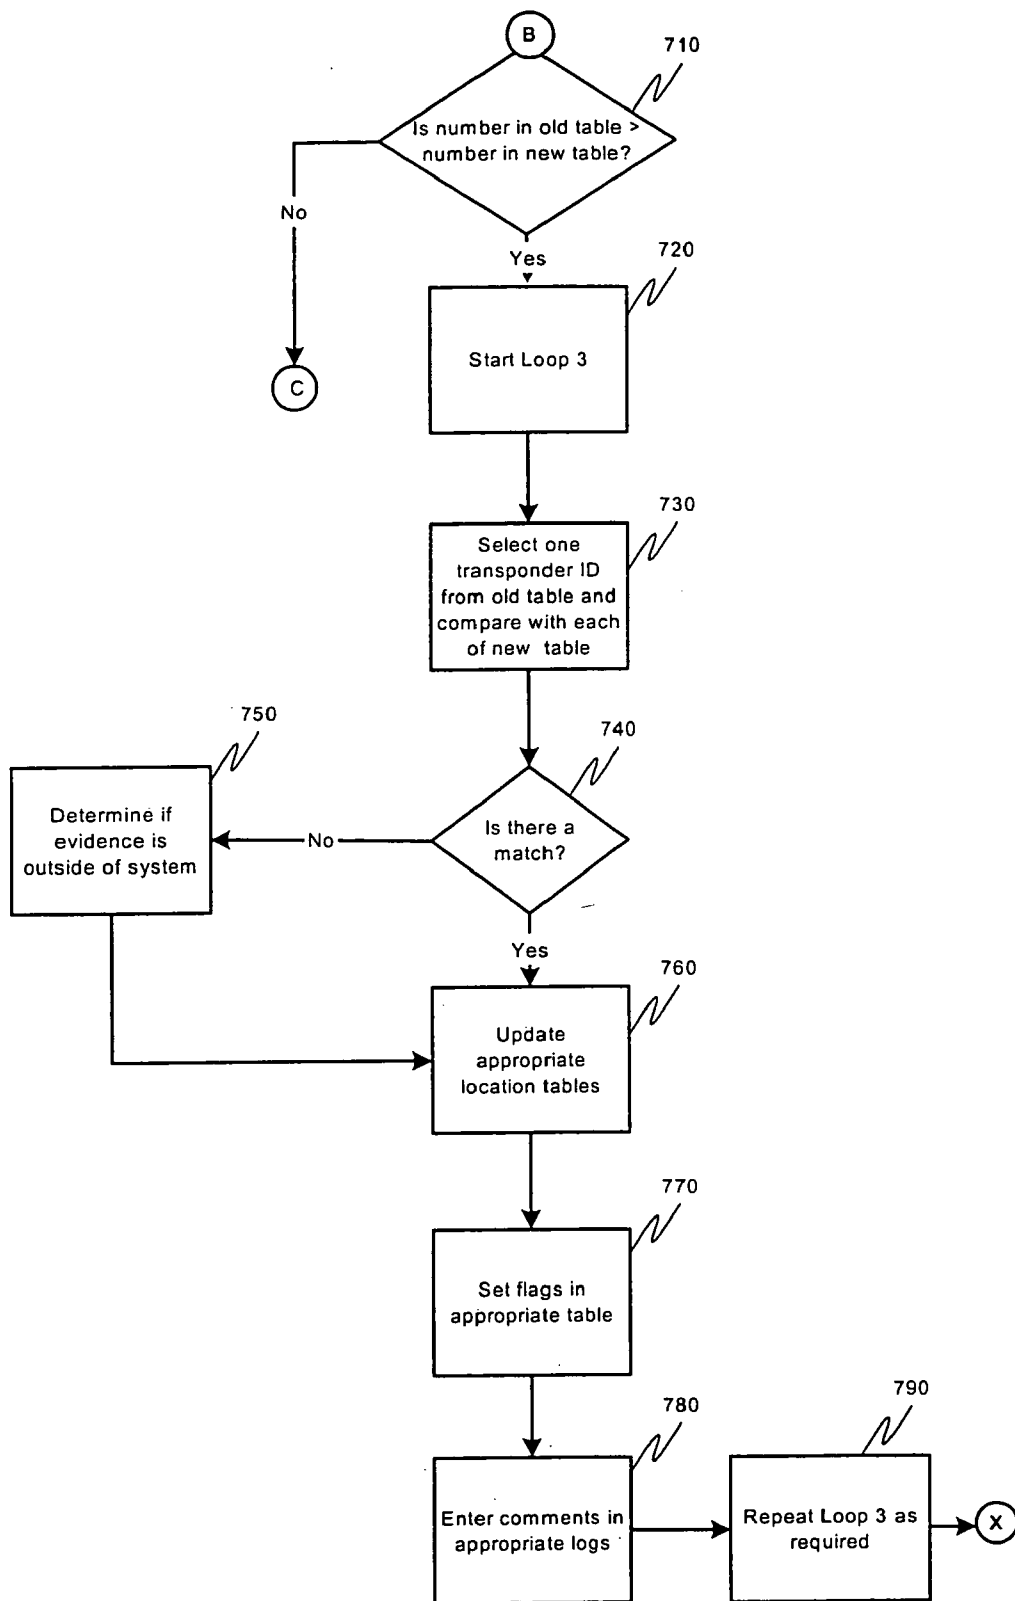 B
710
Is number in old table >
number in new table?
No
Yes
720
Start Loop 3
C
730
Select one
transponder ID
from old table and
compare with each
of new table
750
740
Determine if
evidence is
outside of system
No
Is there a
match?
Yes
760
Update
appropriate
location tables
770
Set flags in
appropriate table
780
790
Enter comments in
appropriate logs
Repeat Loop 3 as
required
X